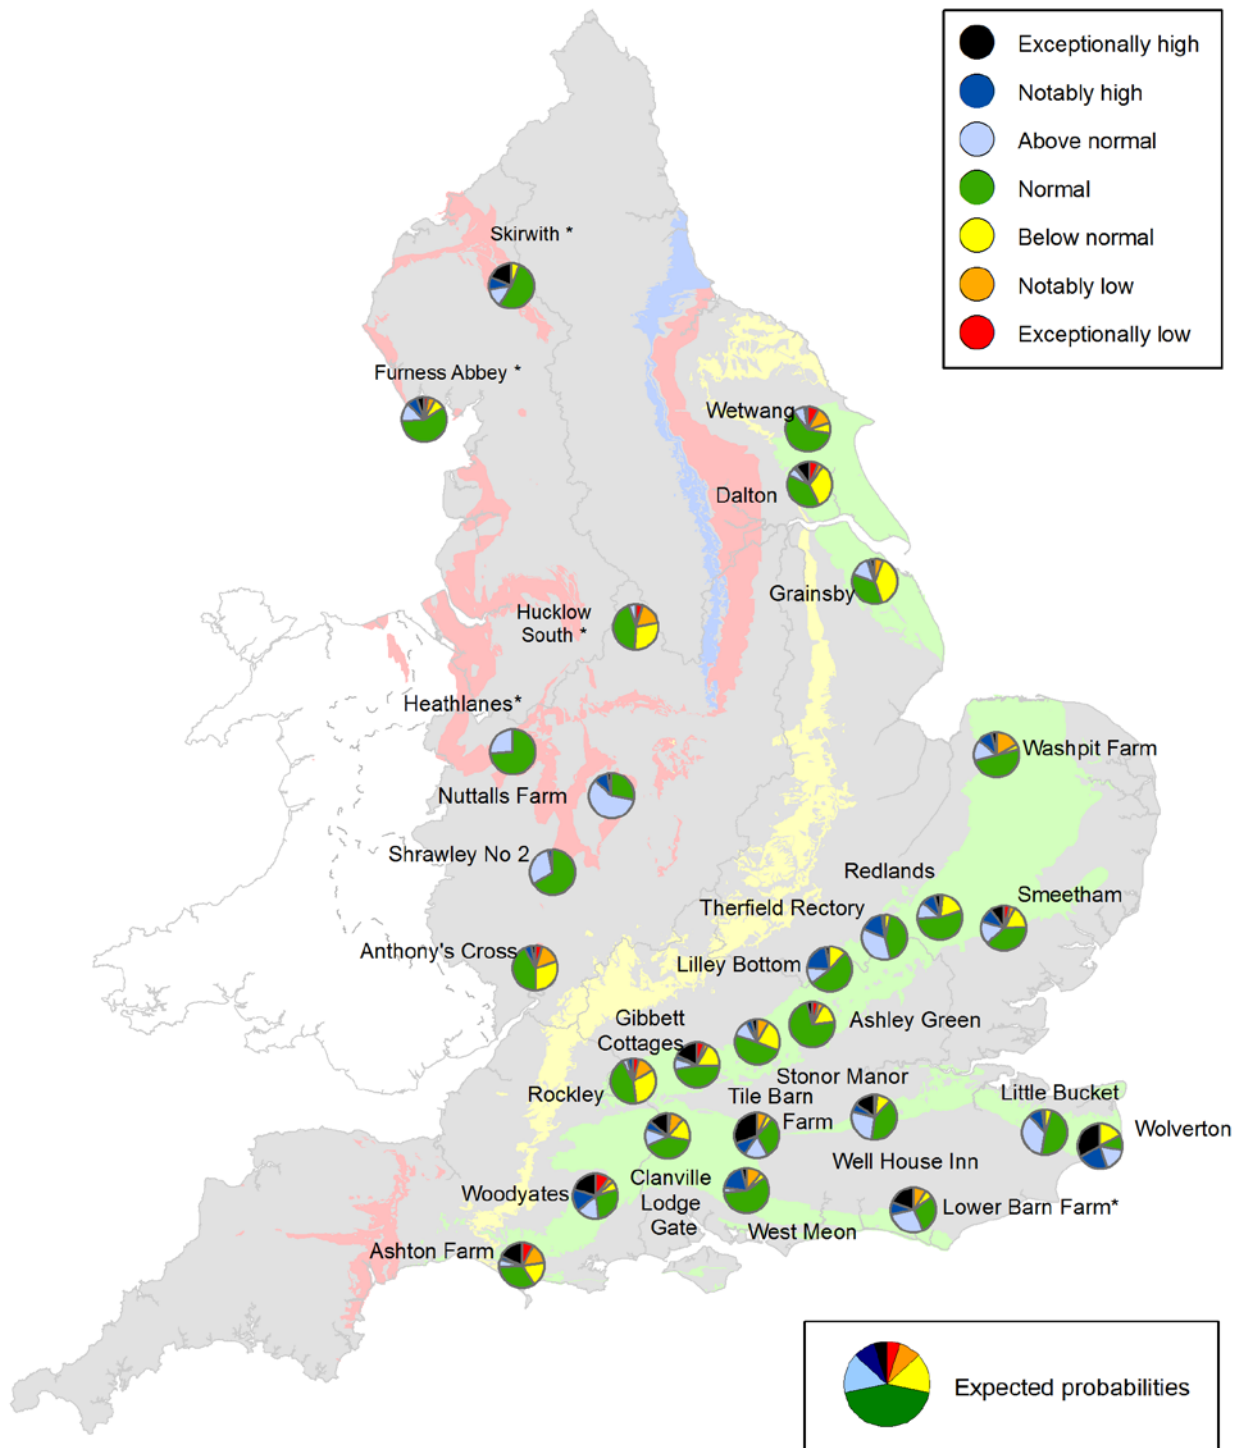 Exceptionally high
Notably high
Above normal
Normal
Below normal
Notably low
Exceptionally low
Skirwith *
Furness Abbey *
Wetwang
Dalton
Grainsby
Hucklow
South *
Heathlanes*
Washpit Farm
Nuttalls Farm
Shrawley No 2
Redlands
Smeetham
Therfield Rectory
Anthony's Cross
Lilley Bottom
Gibbett
Cottages
Ashley Green
Stonor Manor
Rockley
Tile Barn
Farm
Little Bucket
Wolverton
Well House Inn
Clanville
Lodge
Gate
Woodyates
Lower Barn Farm*
West Meon
Ashton Farm
Expected probabilities